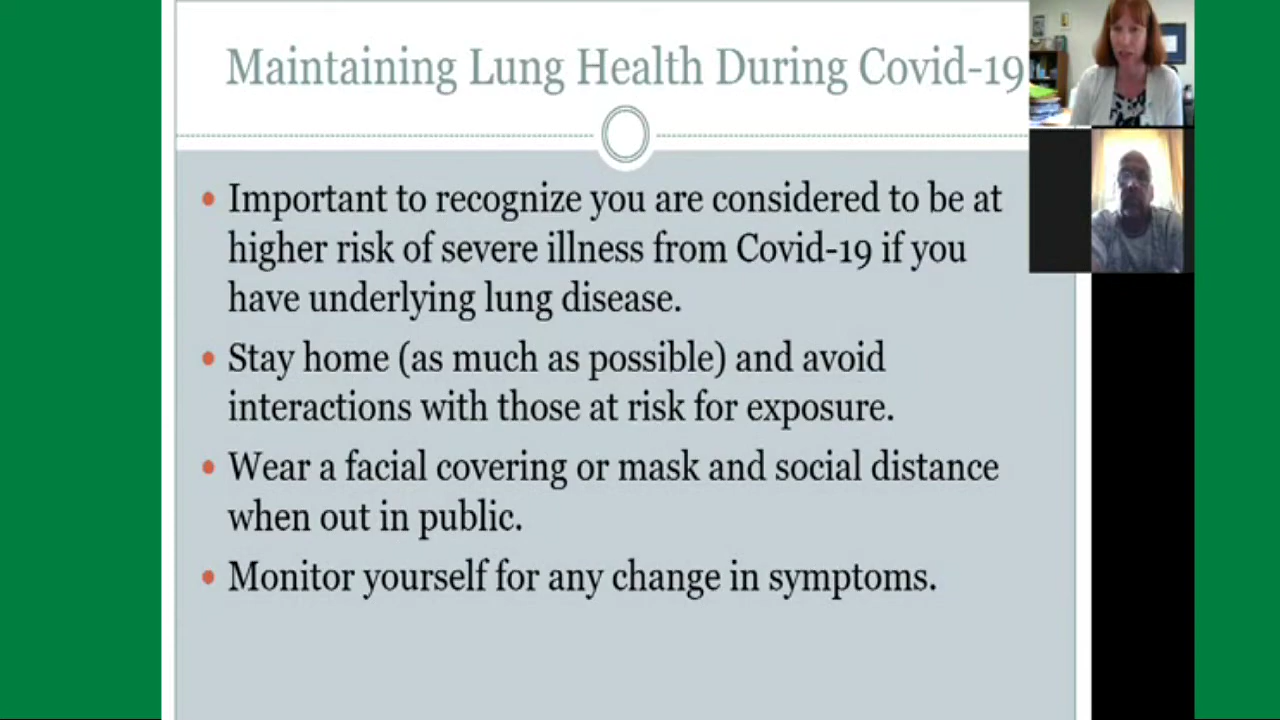 Maintaining Lung Health During Covid-19
• Important to recognize you are considered to be at
higher risk of severe illness from Covid-19 if you
have underlying lung disease.
• Stay home (as much as possible) and avoid
interactions with those at risk for exposure.
• Wear a facial covering or mask and social distance
when out in public.
• Monitor yourself for any change in symptoms.